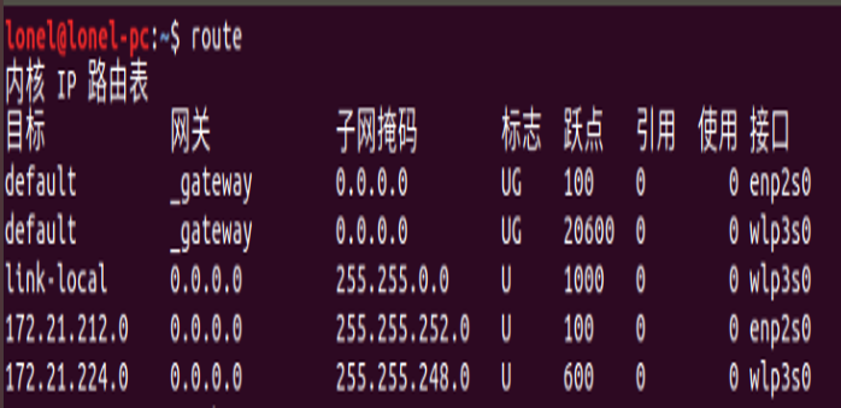 lonel@lonel-pc:~$ route
内核 IP 路由表
目标 网关 子网掩码 标志 跃点 引用 使用 接口
default _gateway 0.0.0.0 UG 100 0 0 enp2s0
default _gateway 0.0.0.0 UG 20600 0 0 wlp3s0
link-local 0.0.0.0 255.255.0.0 U 1000 0 0 wlp3s0
172.21.212.0 0.0.0.0 255.255.252.0 U 100 0 0 enp2s0
172.21.224.0 0.0.0.0 255.255.248.0 U 600 0 0 wlp3s0